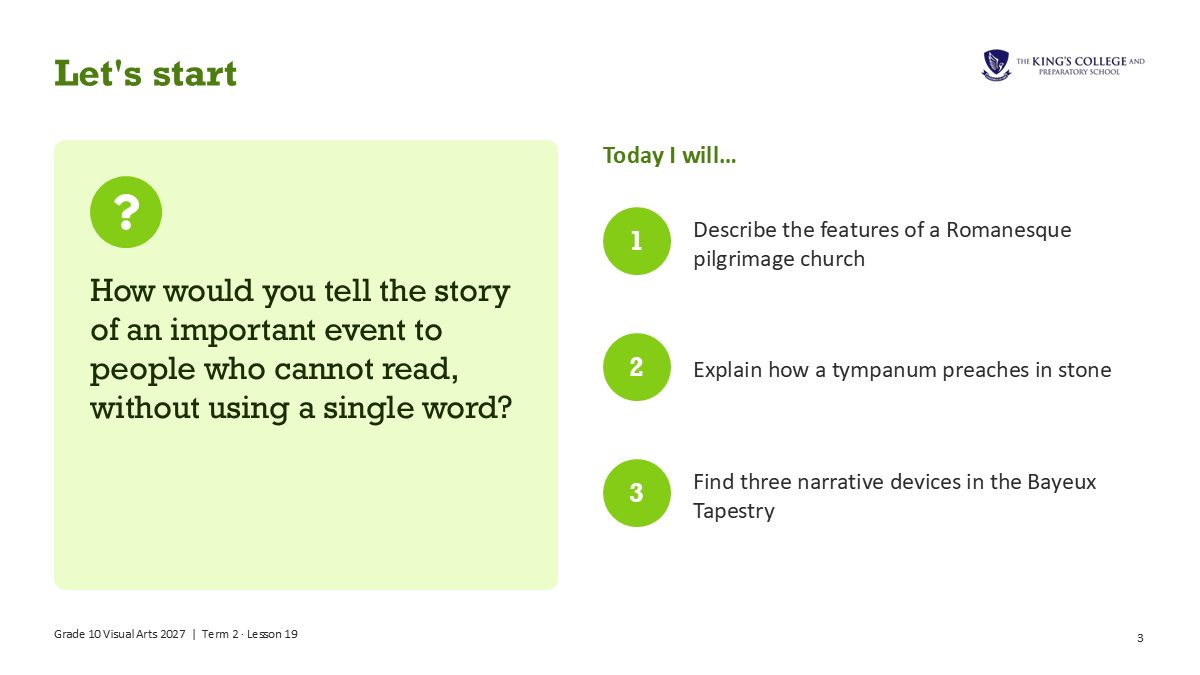 Let's start
THE KING'S COLLEGE AND
PREPARATORY SCHOOL
?
How would you tell the story
of an important event to
people who cannot read,
without using a single word?
Today I will...
1
Describe the features of a Romanesque
pilgrimage church
2
Explain how a tympanum preaches in stone
3
Find three narrative devices in the Bayeux
Tapestry
Grade 10 Visual Arts 2027 | Term 2 · Lesson 19
3